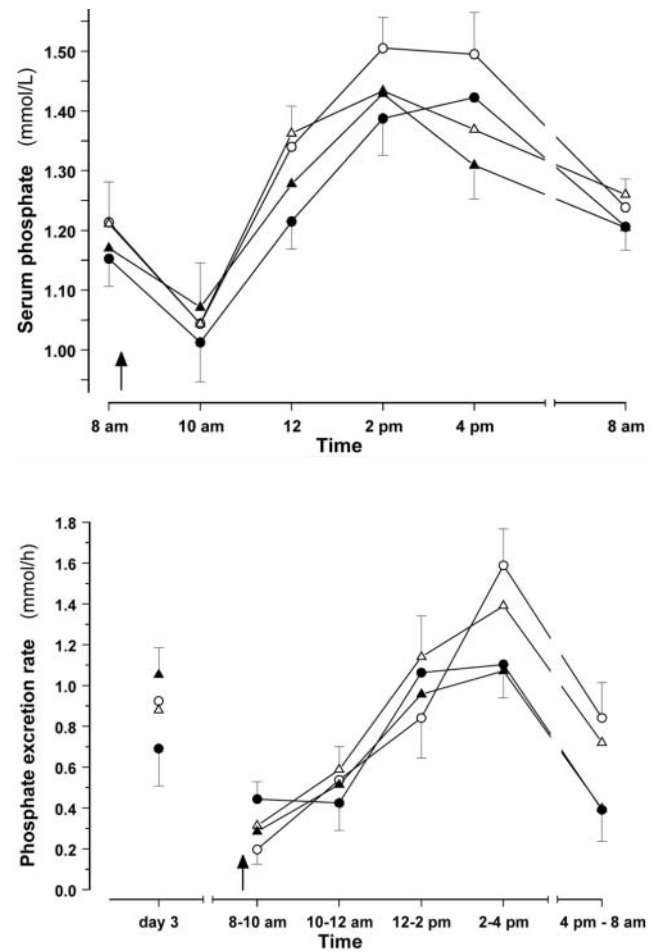 Serum phosphate (mmol/L)
1.50
1.40
1.30
1.20
1.10
1.00
8 am 10 am 12 2 pm 4 pm 8 am
Time
Phosphate excretion rate (mmol/h)
1.8
1.6
1.4
1.2
1.0
0.8
0.6
0.4
0.2
0.0
day 3 8-10 am 10-12 am 12-2 pm 2-4 pm 4 pm - 8 am
Time